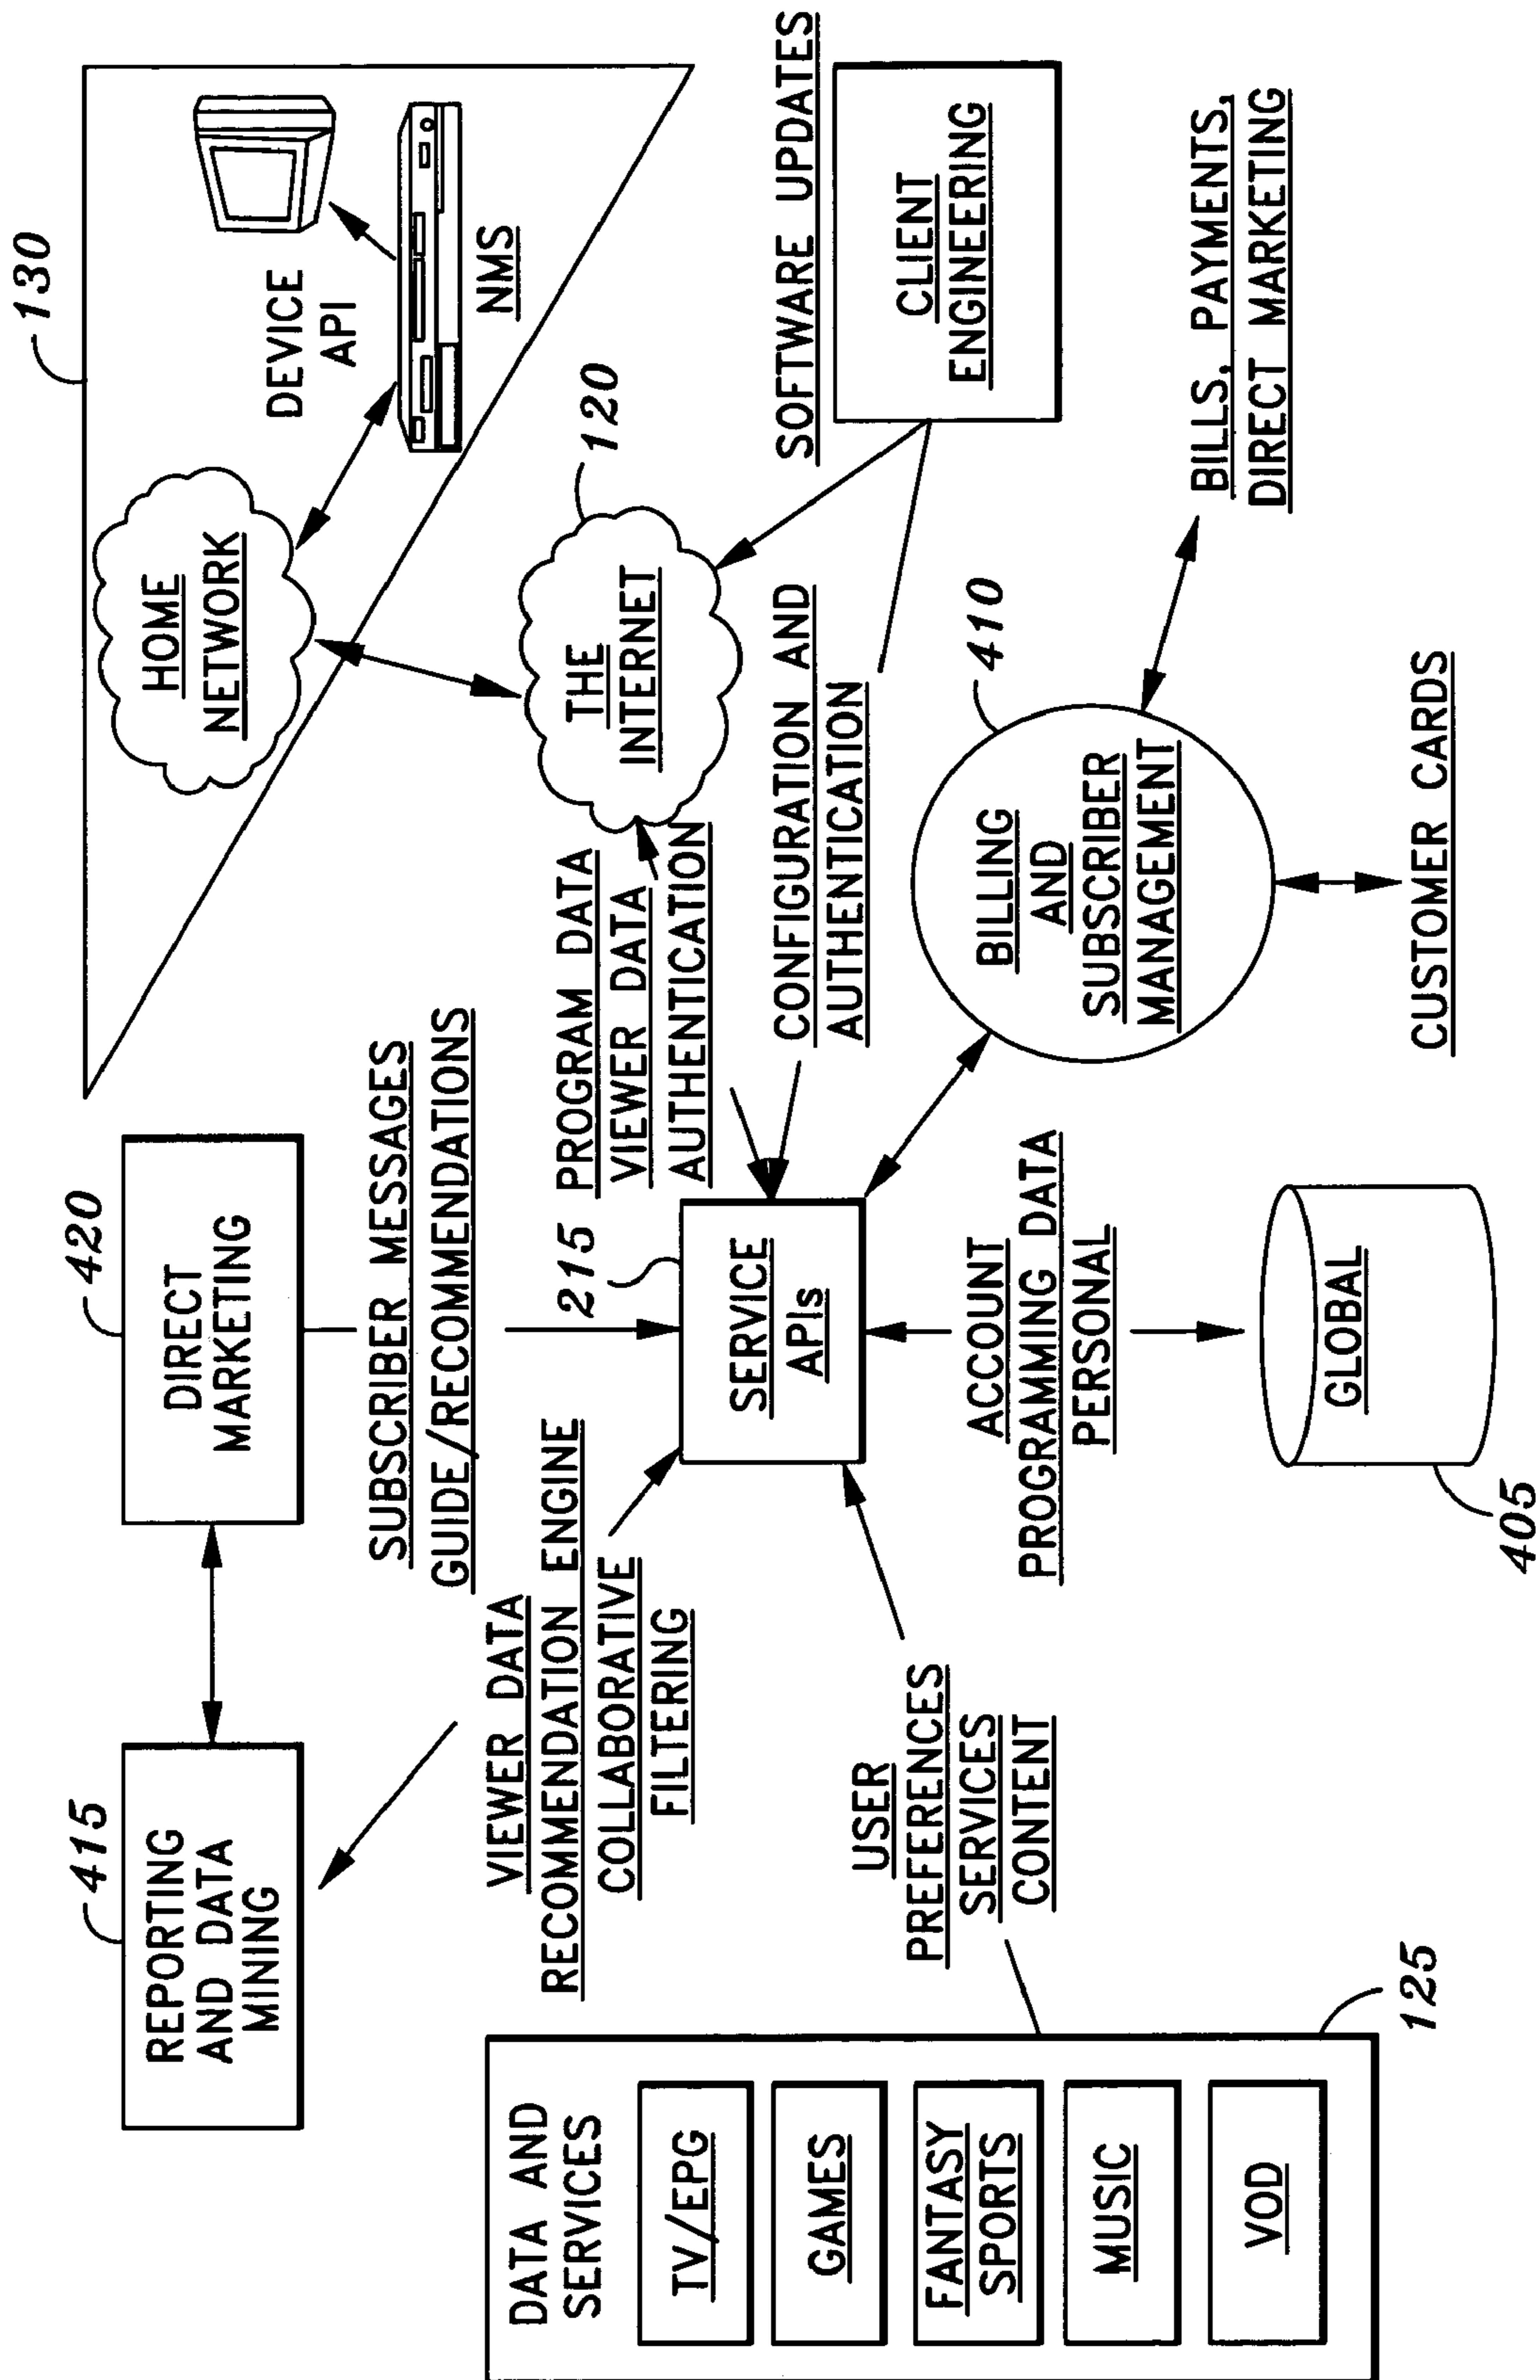 415
REPORTING
AND DATA
MINING
420
DIRECT
MARKETING
130
HOME
NETWORK
DEVICE
API
NMS
SUBSCRIBER MESSAGES
GUIDE/RECOMMENDATIONS
VIEWER DATA
RECOMMENDATION ENGINE
COLLABORATIVE
FILTERING
PROGRAM DATA
VIEWER DATA
AUTHENTICATION
THE
INTERNET
120
215
SERVICE
APIs
CONFIGURATION AND
AUTHENTICATION
SOFTWARE UPDATES
CLIENT
ENGINEERING
DATA AND
SERVICES
TV/EPG
GAMES
FANTASY
SPORTS
MUSIC
VOD
125
USER
PREFERENCES
SERVICES
CONTENT
ACCOUNT
PROGRAMMING DATA
PERSONAL
GLOBAL
405
410
BILLING
AND
SUBSCRIBER
MANAGEMENT
BILLS, PAYMENTS,
DIRECT MARKETING
CUSTOMER CARDS